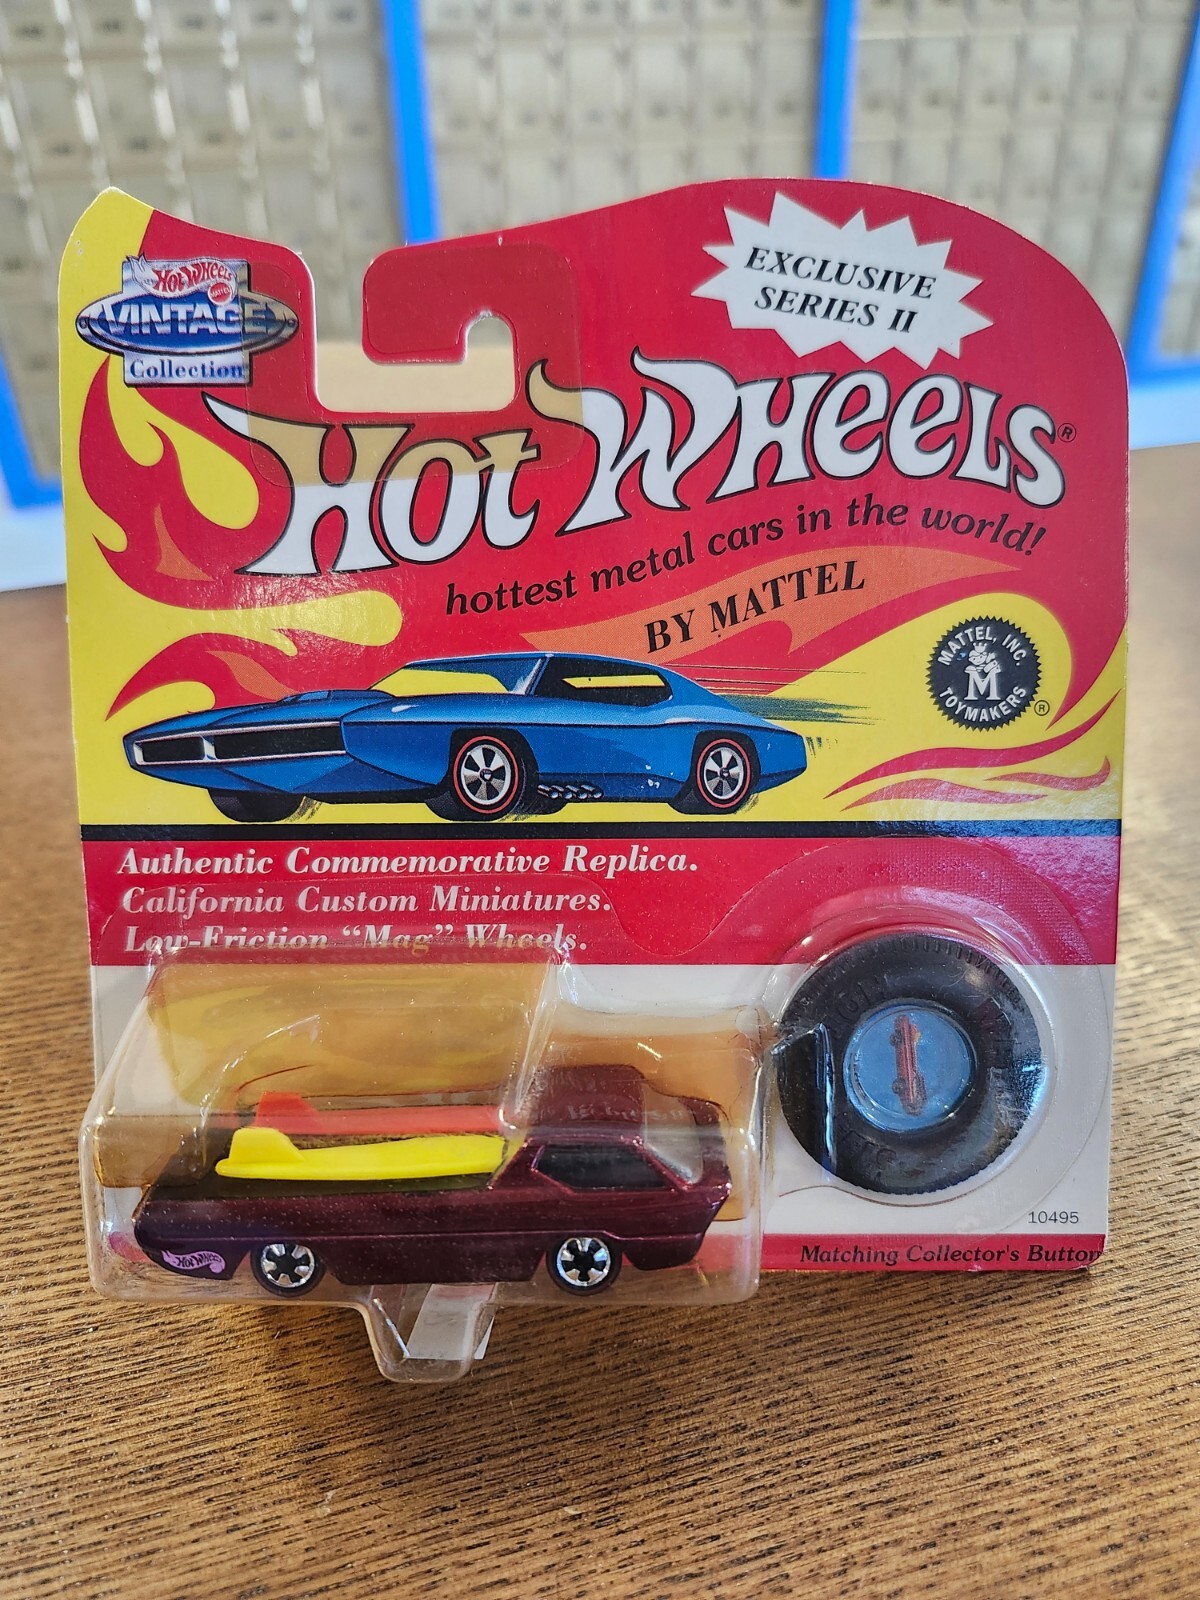 EXCLUSIVE
SERIES II
HOT WHEELS
MATTEL
VINTAGE
Collection
HOT WHEELS®
hottest metal cars in the world!
BY MATTEL
MATTEL, INC.
M
TOYMAKERS
®
Authentic Commemorative Replica.
California Custom Miniatures.
Low-Friction "Mag" Wheels.
HOT WHEELS
10495
Matching Collector's Button